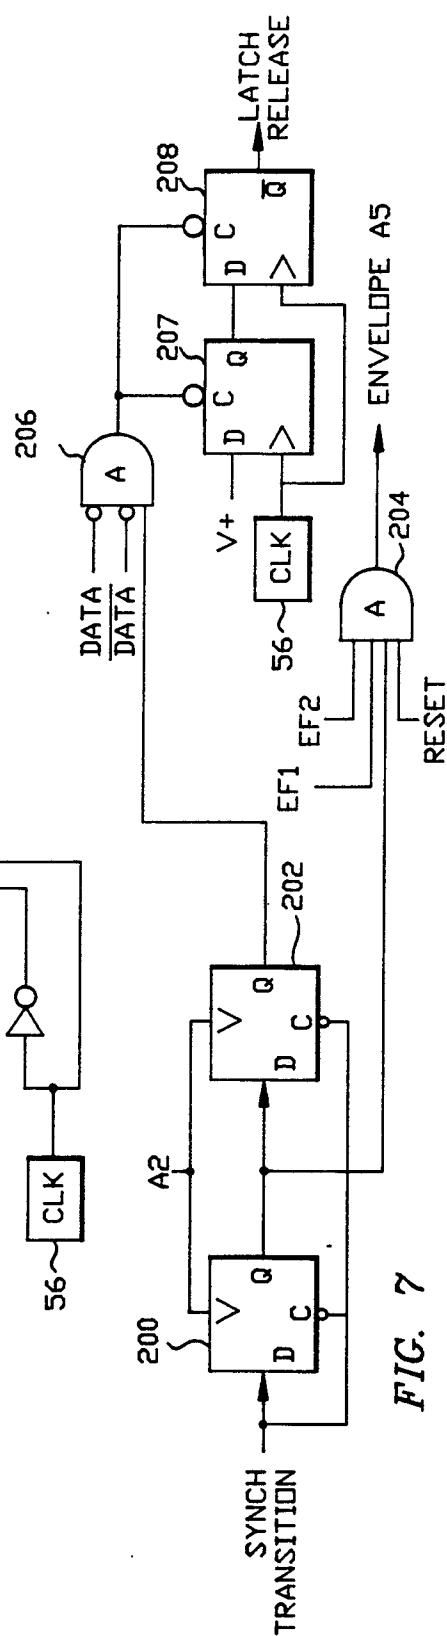 56
CLK
SYNCH
TRANSITION
200
D
Q
C
A2
D
Q
C
202
EF1
EF2
RESET
A
204
ENVELOPE A5
DATA
DATA
A
206
V+
56
CLK
D
Q
C
207
D
Q
C
208
LATCH
RELEASE
FIG. 7